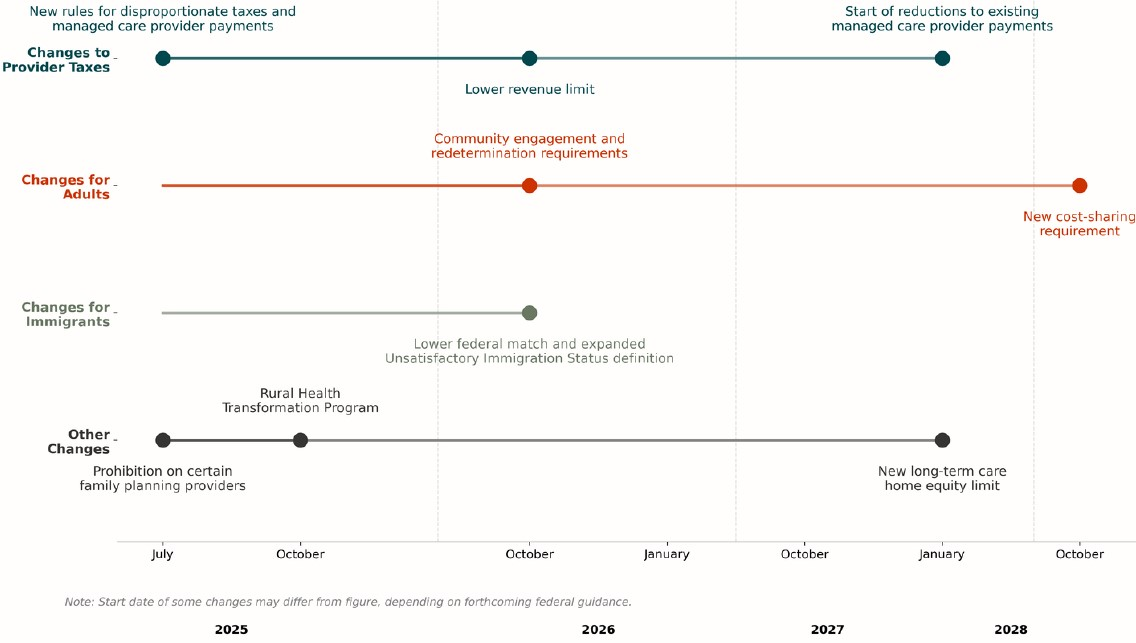 New rules for disproportionate taxes and
managed care provider payments
Start of reductions to existing
managed care provider payments
Changes to
Provider Taxes
Lower revenue limit
Community engagement and
redetermination requirements
Changes for
Adults
New cost-sharing
requirement
Changes for
Immigrants
Lower federal match and expanded
Unsatisfactory Immigration Status definition
Rural Health
Transformation Program
Other
Changes
Prohibition on certain
family planning providers
New long-term care
home equity limit
July October October January October January October
Note: Start date of some changes may differ from figure, depending on forthcoming federal guidance.
2025 2026 2027 2028